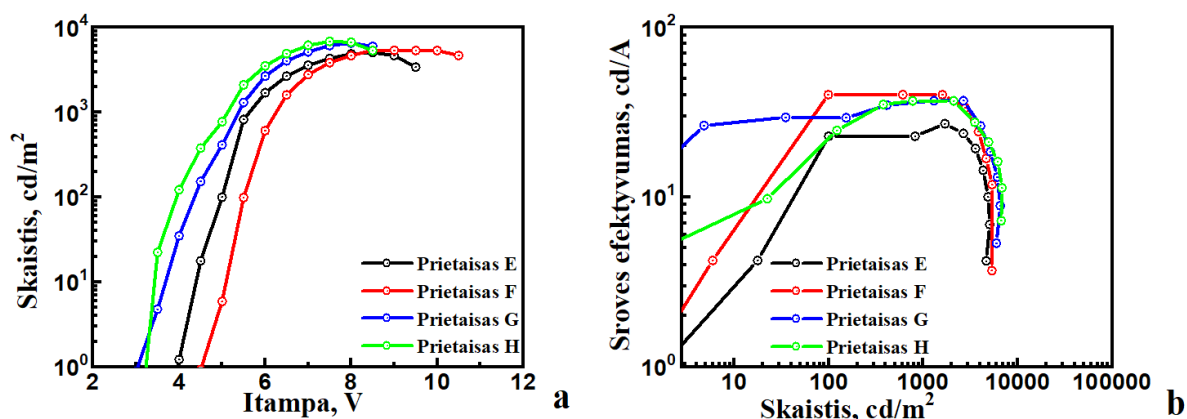 Skaistis, cd/m²
10⁴
10³
10²
10¹
10⁰
2 4 6 8 10 12
Itampa, V
Prietaisas E
Prietaisas F
Prietaisas G
Prietaisas H
a
Sroves efektyvumas, cd/A
10²
10¹
10⁰
10 100 1000 10000 100000
Skaistis, cd/m²
Prietaisas E
Prietaisas F
Prietaisas G
Prietaisas H
b